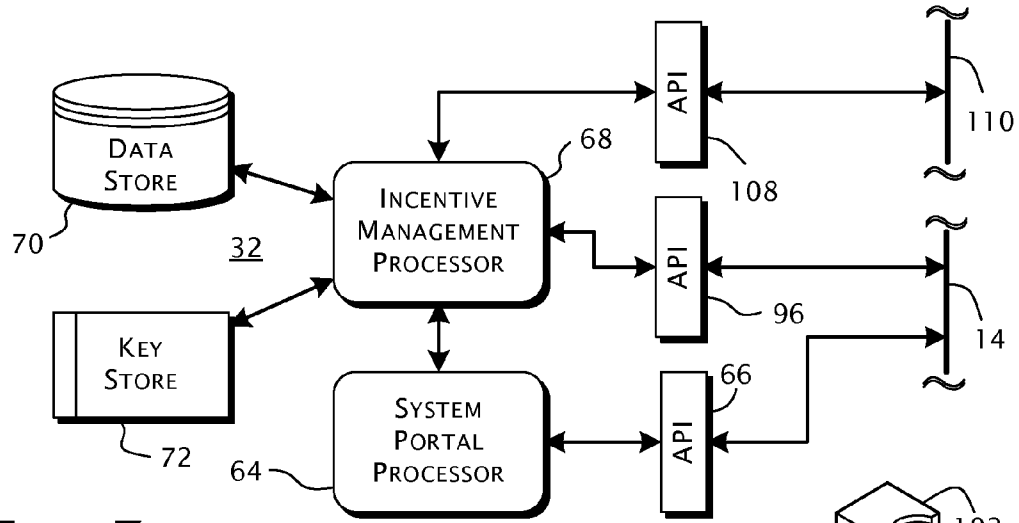 DATA
STORE
70
32
KEY
STORE
72
INCENTIVE
MANAGEMENT
PROCESSOR
68
SYSTEM
PORTAL
PROCESSOR
64
API
108
110
API
96
14
API
66